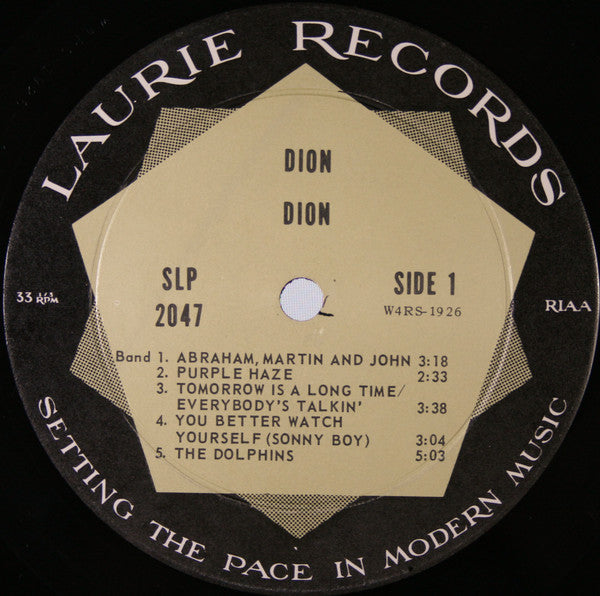 LAURIE RECORDS
DION
DION
SLP
2047
SIDE 1
W4RS-1926
33 1/3
RPM
RIAA
Band 1. ABRAHAM, MARTIN AND JOHN 3:18
2. PURPLE HAZE 2:33
3. TOMORROW IS A LONG TIME/
EVERYBODY'S TALKIN' 3:38
4. YOU BETTER WATCH
YOURSELF (SONNY BOY) 3:04
5. THE DOLPHINS 5:03
SETTING THE PACE IN MODERN MUSIC